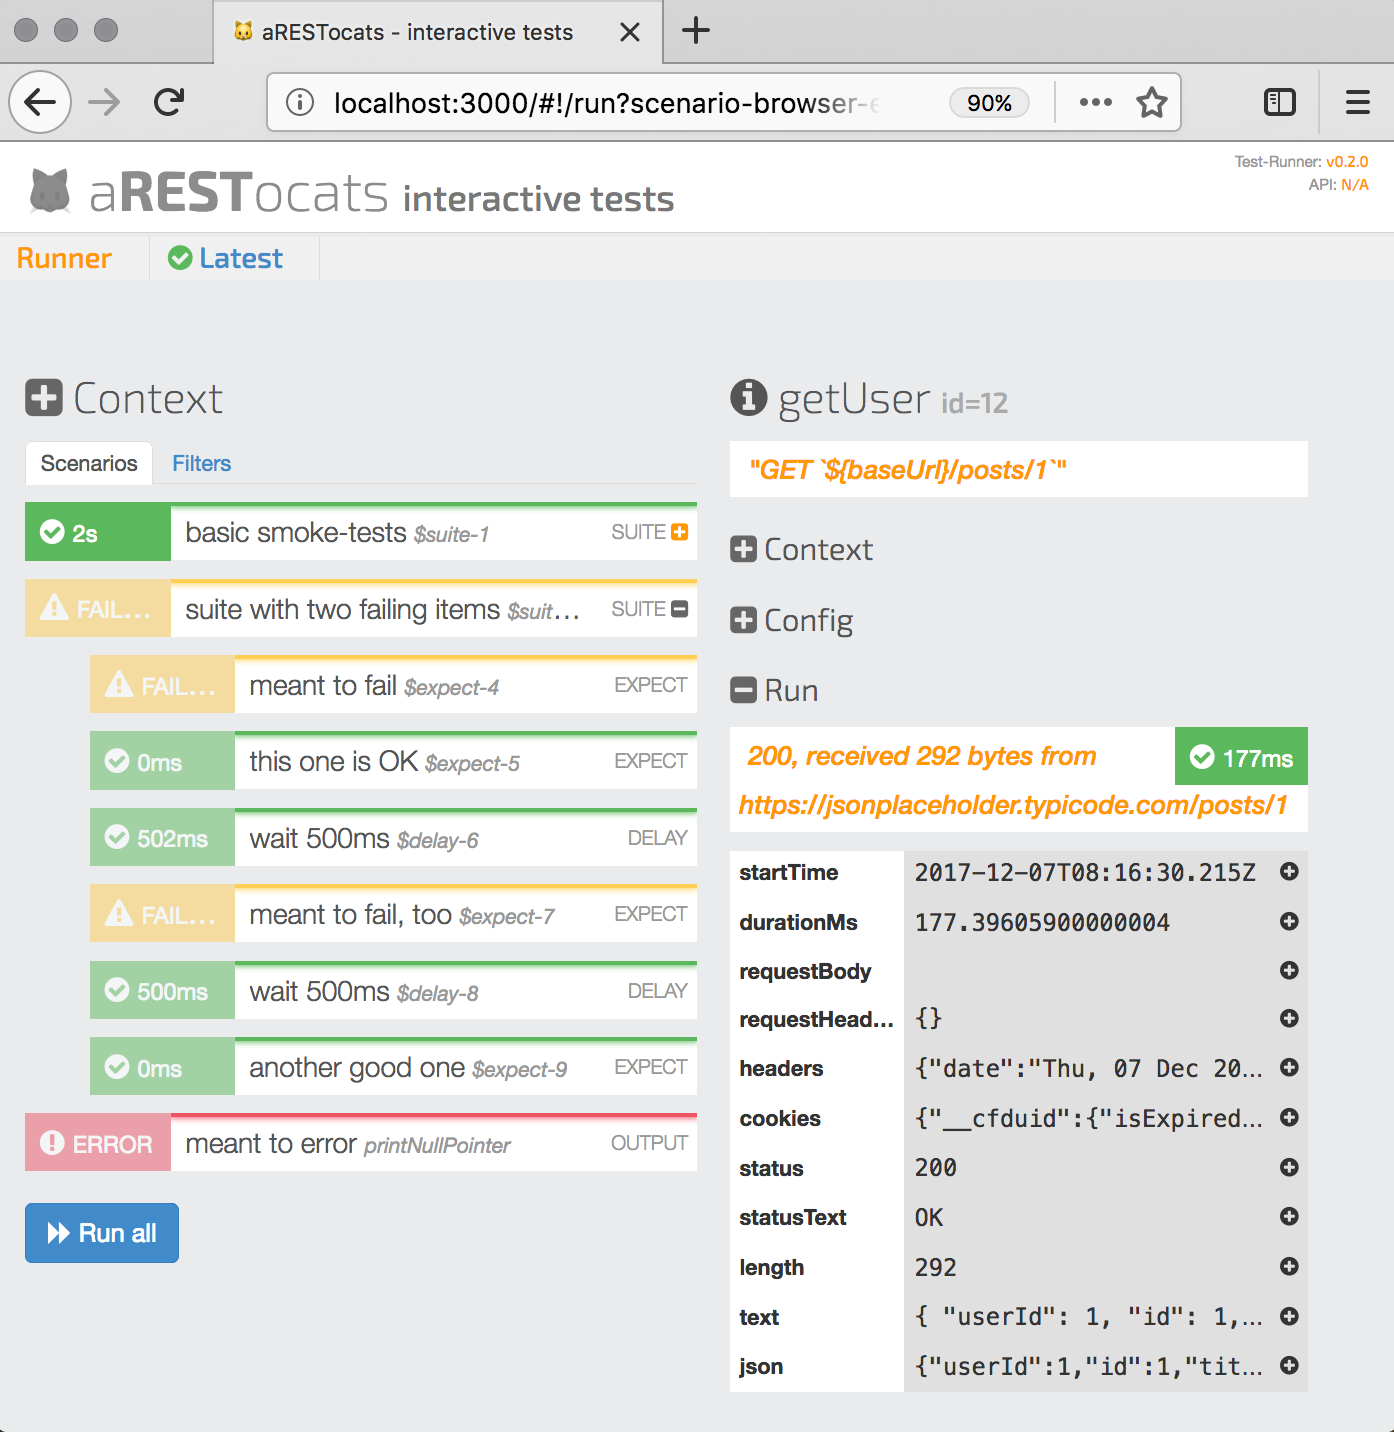 aRESTocats - interactive tests
localhost:3000/#!/run?scenario-browser-e
90%
aRESTocats interactive tests
Test-Runner: v0.2.0
API: N/A
Runner
Latest
Context
Scenarios
Filters
2s basic smoke-tests $suite-1 SUITE
FAIL... suite with two failing items $suit... SUITE
FAIL... meant to fail $expect-4 EXPECT
0ms this one is OK $expect-5 EXPECT
502ms wait 500ms $delay-6 DELAY
FAIL... meant to fail, too $expect-7 EXPECT
500ms wait 500ms $delay-8 DELAY
0ms another good one $expect-9 EXPECT
ERROR meant to error printNullPointer OUTPUT
Run all
getUser id=12
"GET `${baseUrl}/posts/1`"
Context
Config
Run
200, received 292 bytes from
177ms
https://jsonplaceholder.typicode.com/posts/1
startTime 2017-12-07T08:16:30.215Z
durationMs 177.39605900000004
requestBody
requestHead... {}
headers {"date":"Thu, 07 Dec 20...
cookies {"__cfduid":{"isExpired...
status 200
statusText OK
length 292
text { "userId": 1, "id": 1,...
json {"userId":1,"id":1,"tit...